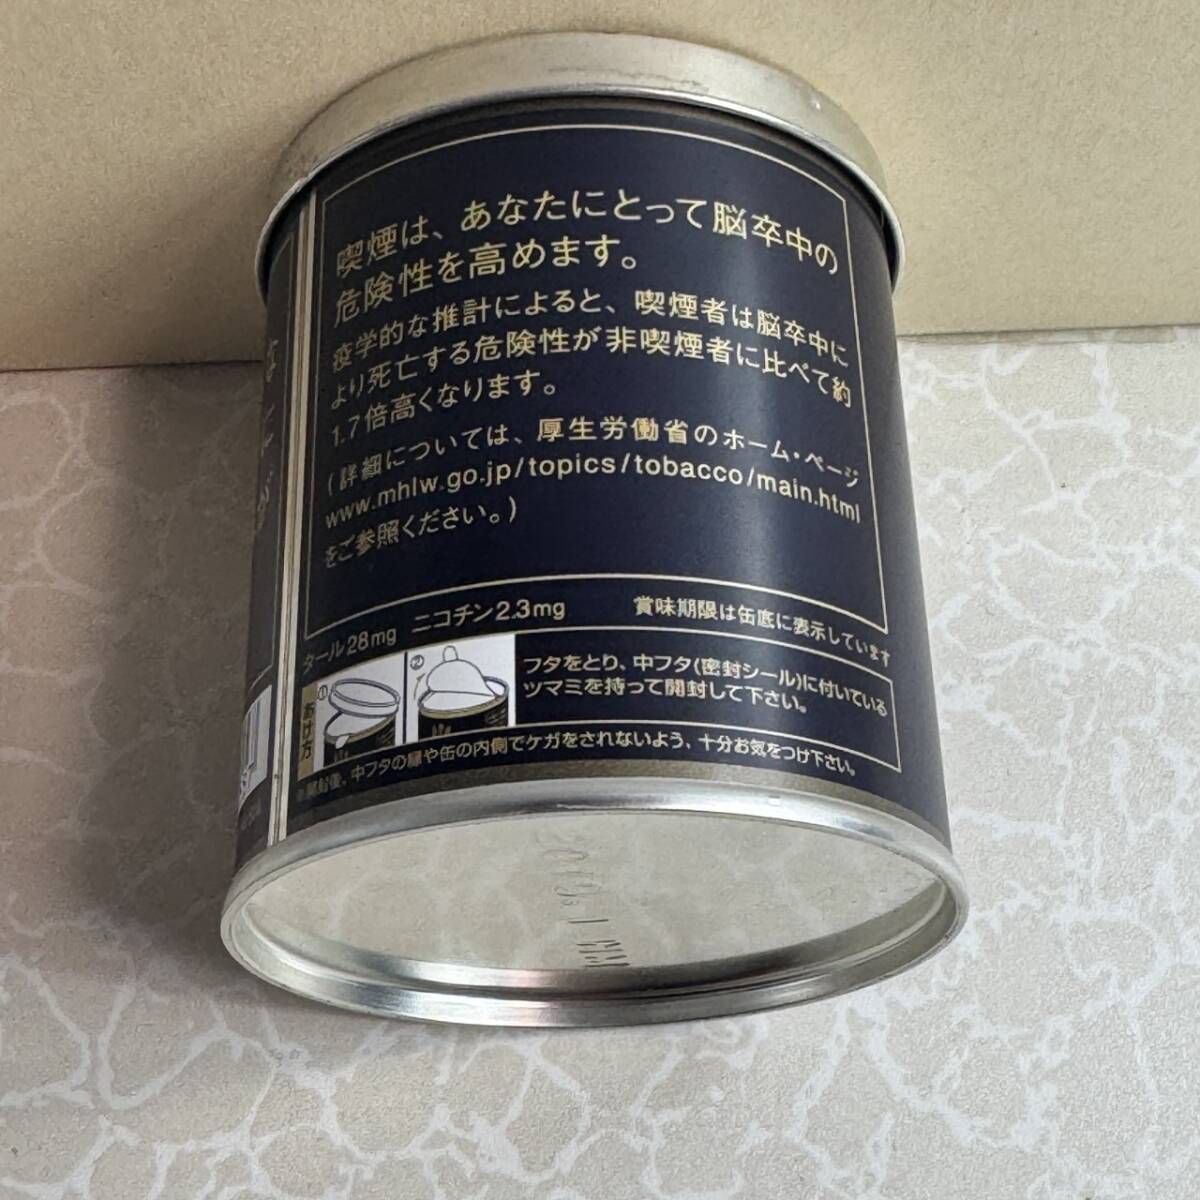 喫煙は、あなたにとって脳卒中の
危険性を高めます。
疫学的な推計によると、喫煙者は脳卒中に
より死亡する危険性が非喫煙者に比べて約
1.7倍高くなります。
(詳細については、厚生労働省のホーム・ページ
www.mhlw.go.jp/topics/tobacco/main.html
をご参照ください。)
タール28mg ニコチン2.3mg
賞味期限は缶底に表示しています
あけ方
①
②
フタをとり、中フタ(密封シール)に付いている
ツマミを持って開封して下さい。
※開封後、中フタの扉や缶の内側でケガをされないよう、十分お気をつけ下さい。